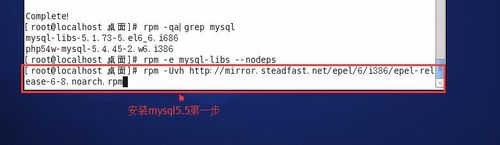 Complete!
[root@localhost 桌面]# rpm -qa|grep mysql
mysql-libs-5.1.73-5.el6_6.i686
php54w-mysql-5.4.45-2.w6.i386
[root@localhost 桌面]# rpm -e mysql-libs --nodeps
[root@localhost 桌面]# rpm -Uvh http://mirror.steadfast.net/epel/6/i386/epel-rel
ease-6-8.noarch.rpm
安装mysql5.5第一步